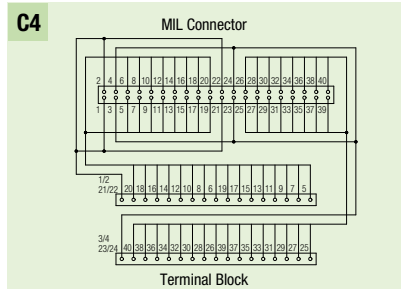 C4
MIL Connector
2 4 6 8 10 12 14 16 18 20 22 24 26 28 30 32 34 36 38 40
1 3 5 7 9 11 13 15 17 19 21 23 25 27 29 31 33 35 37 39
1/2
21/22 20 18 16 14 12 10 8 6 19 17 15 13 11 9 7 5
3/4
23/24 40 38 36 34 32 30 28 26 39 37 35 33 31 29 27 25
Terminal Block